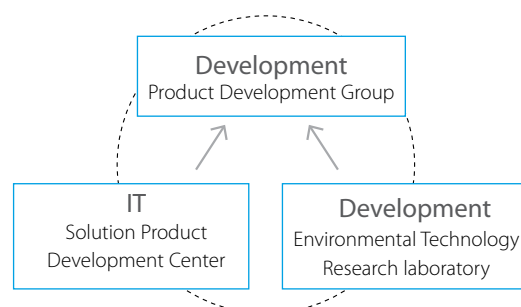 Development
Product Development Group
IT
Solution Product
Development Center
Development
Environmental Technology
Research laboratory